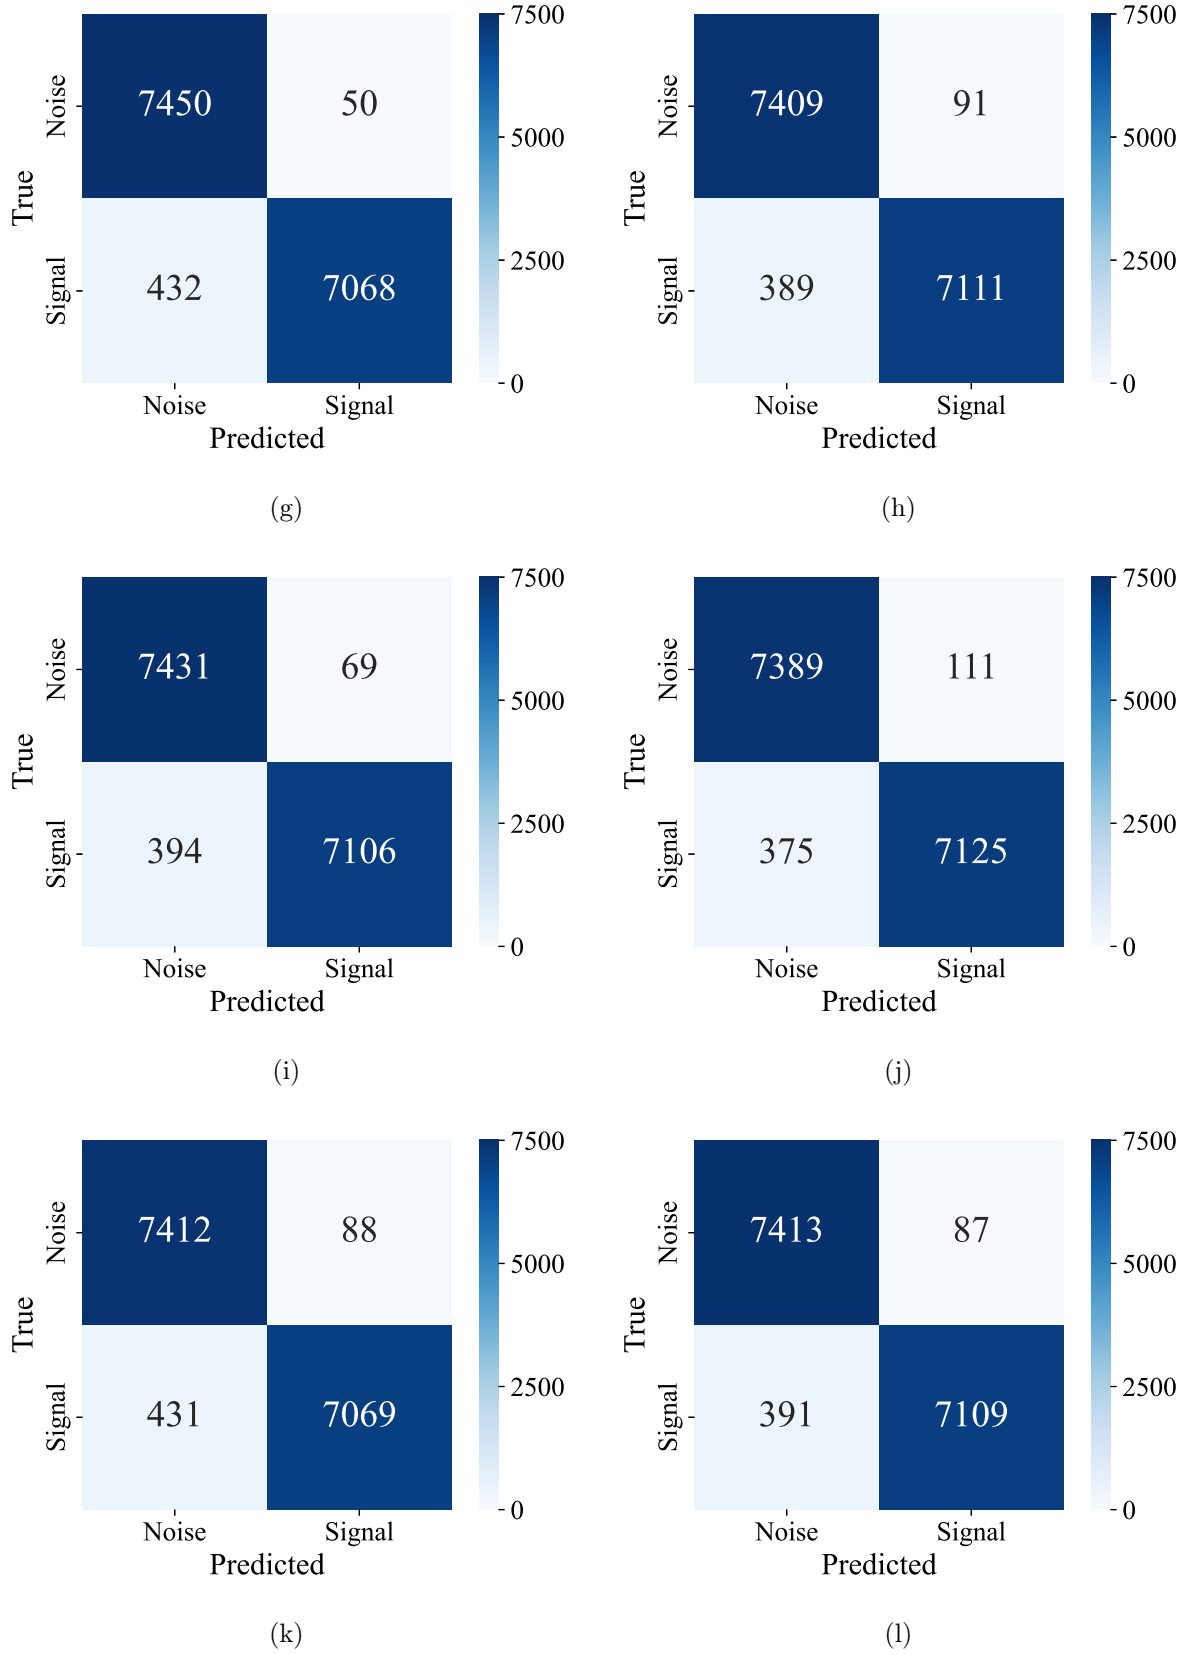 7500
5000
2500
0
True
Noise
Signal
7450 50
432 7068
Noise Signal
Predicted
(g)
7500
5000
2500
0
True
Noise
Signal
7409 91
389 7111
Noise Signal
Predicted
(h)
7500
5000
2500
0
True
Noise
Signal
7431 69
394 7106
Noise Signal
Predicted
(i)
7500
5000
2500
0
True
Noise
Signal
7389 111
375 7125
Noise Signal
Predicted
(j)
7500
5000
2500
0
True
Noise
Signal
7412 88
431 7069
Noise Signal
Predicted
(k)
7500
5000
2500
0
True
Noise
Signal
7413 87
391 7109
Noise Signal
Predicted
(l)